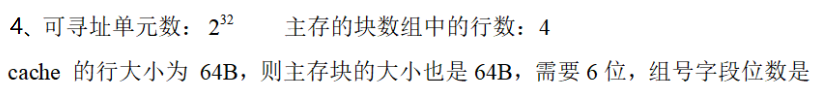 4、可寻址单元数：2³² 主存的块数组中的行数：4
cache 的行大小为 64B，则主存块的大小也是 64B，需要 6 位，组号字段位数是